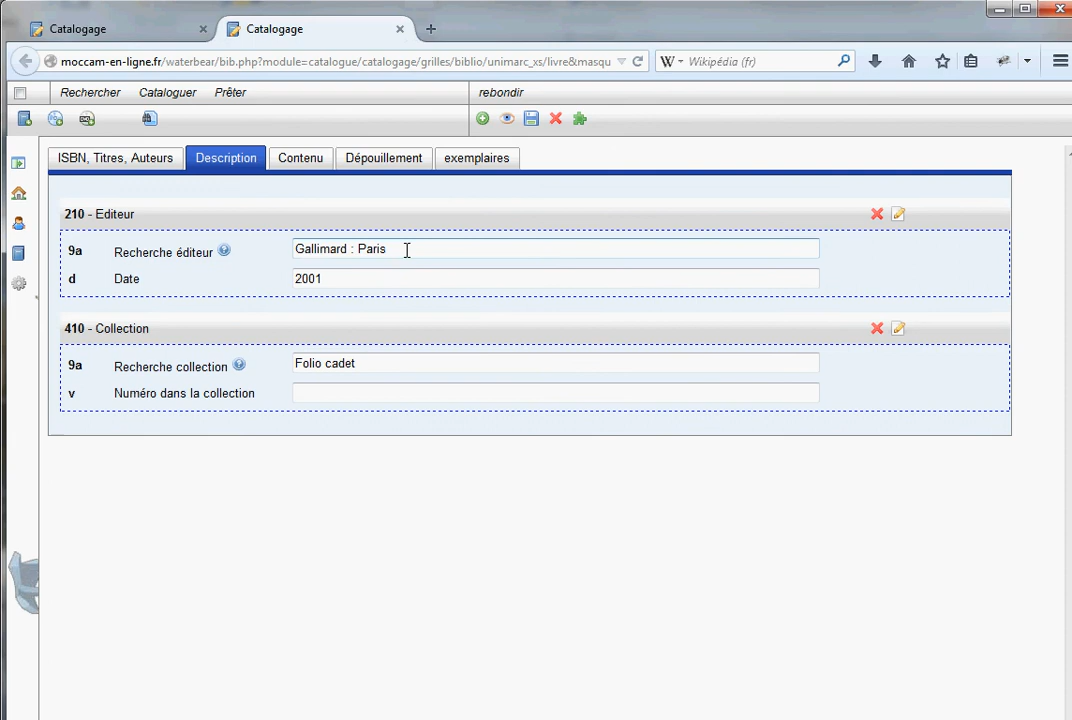 Catalogage
Catalogage
moccam-en-ligne.fr/waterbear/bib.php?module=catalogue/catalogage/grilles/biblio/unimarc_xs/livre&masqu
W Wikipédia (fr)
Rechercher Cataloguer Prêter rebondir
ISBN, Titres, Auteurs Description Contenu Dépouillement exemplaires
210 - Editeur
9a Recherche éditeur Gallimard : Paris
d Date 2001
410 - Collection
9a Recherche collection Folio cadet
v Numéro dans la collection